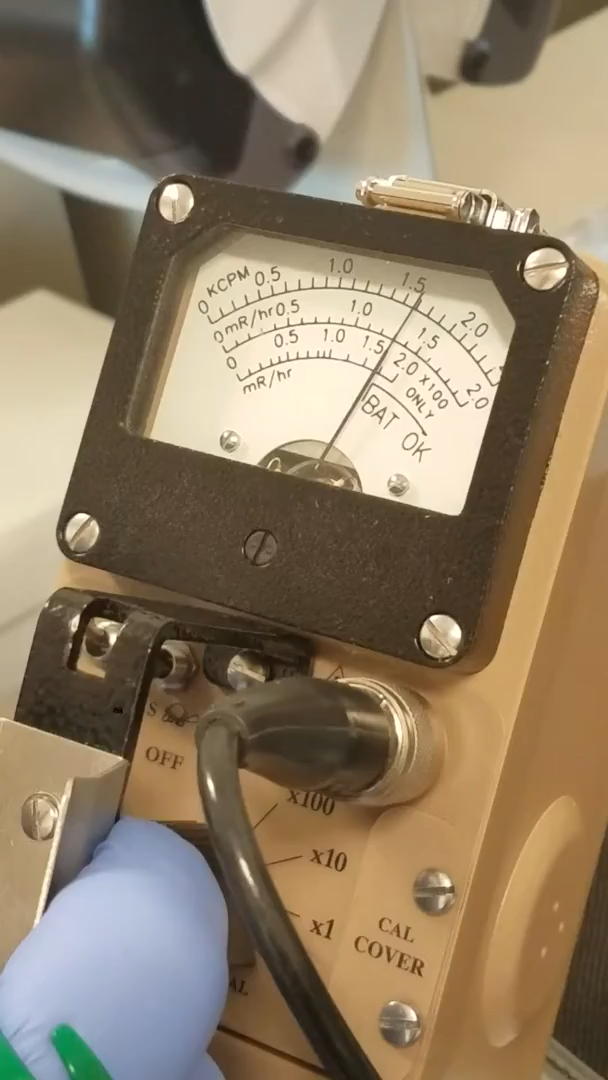 KCPM
0 0.5 1.0 1.5 2.0
0 mR/hr 0.5 1.0 1.5 2.0
0 0.5 1.0 1.5 2.0 x100
mR/hr
ONLY
BAT OK
S
OFF
x100
x10
x1
CAL
COVER
AL